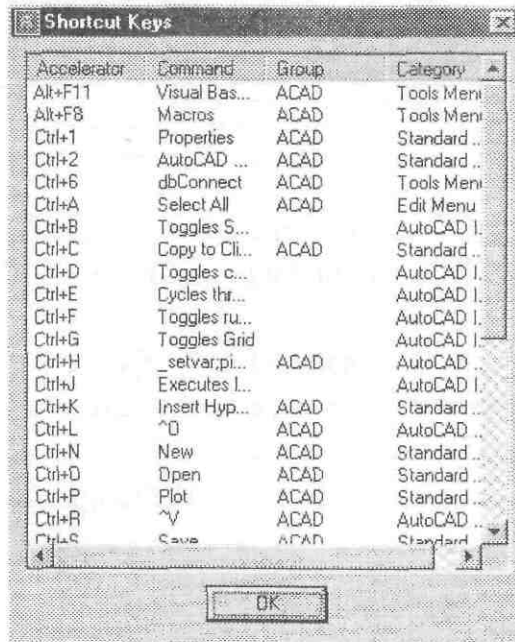 Shortcut Keys
Accelerator Command Group Category
Alt+F11 Visual Bas... ACAD Tools Menu
Alt+F8 Macros ACAD Tools Menu
Ctrl+1 Properties ACAD Standard ..
Ctrl+2 AutoCAD ... ACAD Standard ..
Ctrl+6 dbConnect ACAD Tools Menu
Ctrl+A Select All ACAD Edit Menu
Ctrl+B Toggles S... AutoCAD I.
Ctrl+C Copy to Cli... ACAD Standard ..
Ctrl+D Toggles c... AutoCAD I.
Ctrl+E Cycles thr... AutoCAD I.
Ctrl+F Toggles ru... AutoCAD I.
Ctrl+G Toggles Grid AutoCAD I.
Ctrl+H _setvar;pi... ACAD AutoCAD I.
Ctrl+J Executes l... AutoCAD I.
Ctrl+K Insert Hyp... ACAD Standard ..
Ctrl+L ^O ACAD AutoCAD ..
Ctrl+N New ACAD Standard ..
Ctrl+O Open ACAD Standard ..
Ctrl+P Plot ACAD Standard ..
Ctrl+R ^V ACAD AutoCAD ..
Ctrl+S Save ACAD Standard
OK